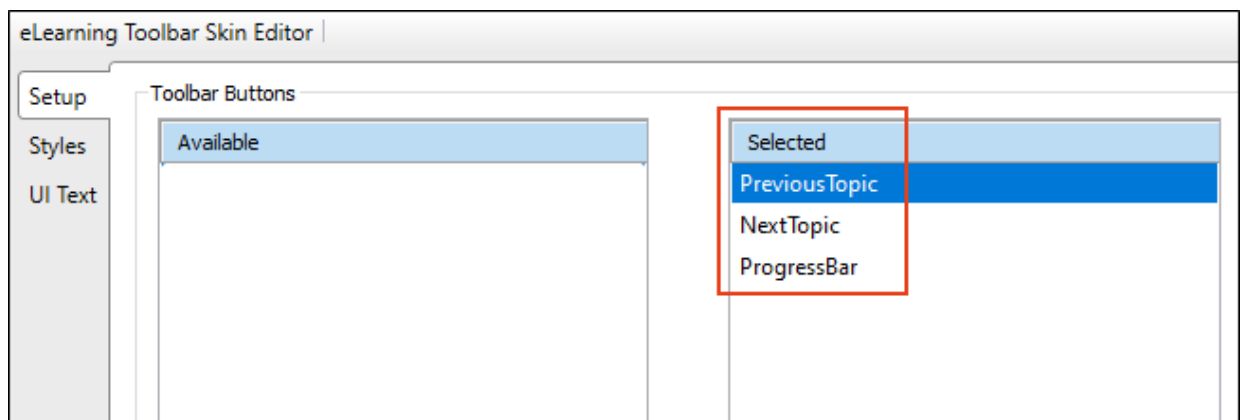 eLearning Toolbar Skin Editor
Setup
Styles
UI Text
Toolbar Buttons
Available
Selected
PreviousTopic
NextTopic
ProgressBar